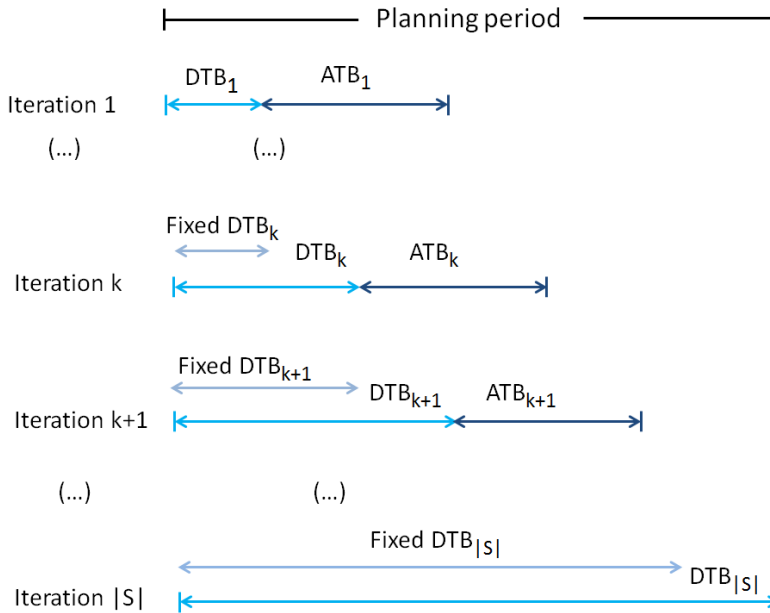 Planning period
DTB1 ATB1
Iteration 1
(...) (...)
Fixed DTBk
DTBk ATBk
Iteration k
Fixed DTBk+1
DTBk+1 ATBk+1
Iteration k+1
(...) (...)
Fixed DTB|S|
DTB|S|
Iteration |S|